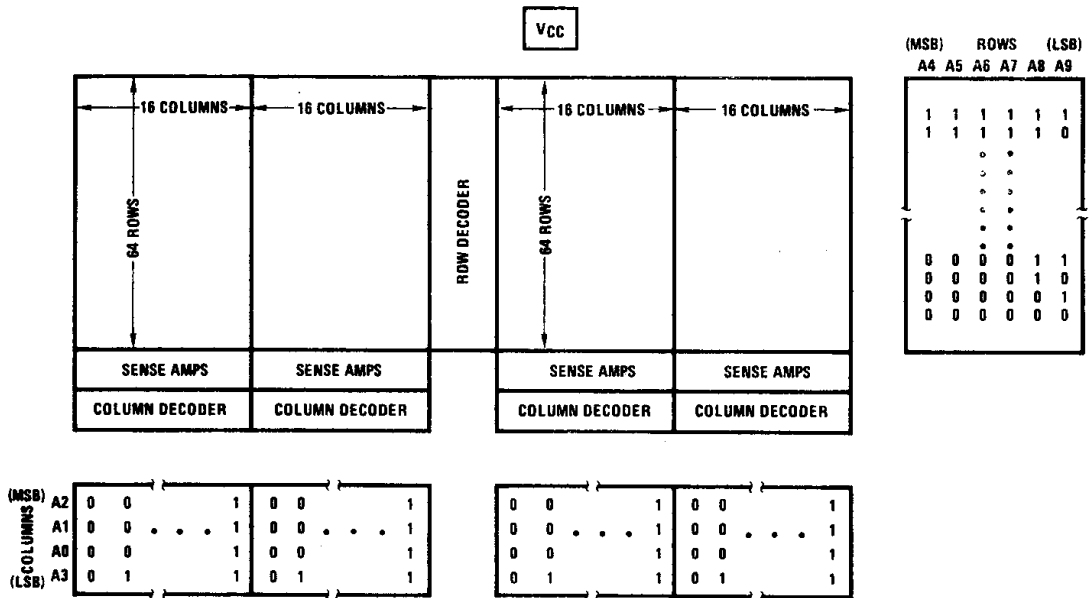 VCC
(MSB) ROWS (LSB)
A4 A5 A6 A7 A8 A9
1 1 1 1 1 1
1 1 1 1 1 0
0 0 0 0 1 1
0 0 0 0 1 0
0 0 0 0 0 1
0 0 0 0 0 0
16 COLUMNS 16 COLUMNS 16 COLUMNS 16 COLUMNS
64 ROWS
ROW DECODER
64 ROWS
SENSE AMPS SENSE AMPS SENSE AMPS SENSE AMPS
COLUMN DECODER COLUMN DECODER COLUMN DECODER COLUMN DECODER
(MSB)
COLUMNS
(LSB)
A2 0 0 1 0 0 1 0 0 1 0 0 1
A1 0 0 . . . 1 0 0 . . . 1 0 0 . . . 1 0 0 . . . 1
A0 0 0 1 0 0 1 0 0 1 0 0 1
A3 0 1 1 0 1 1 0 1 1 0 1 1